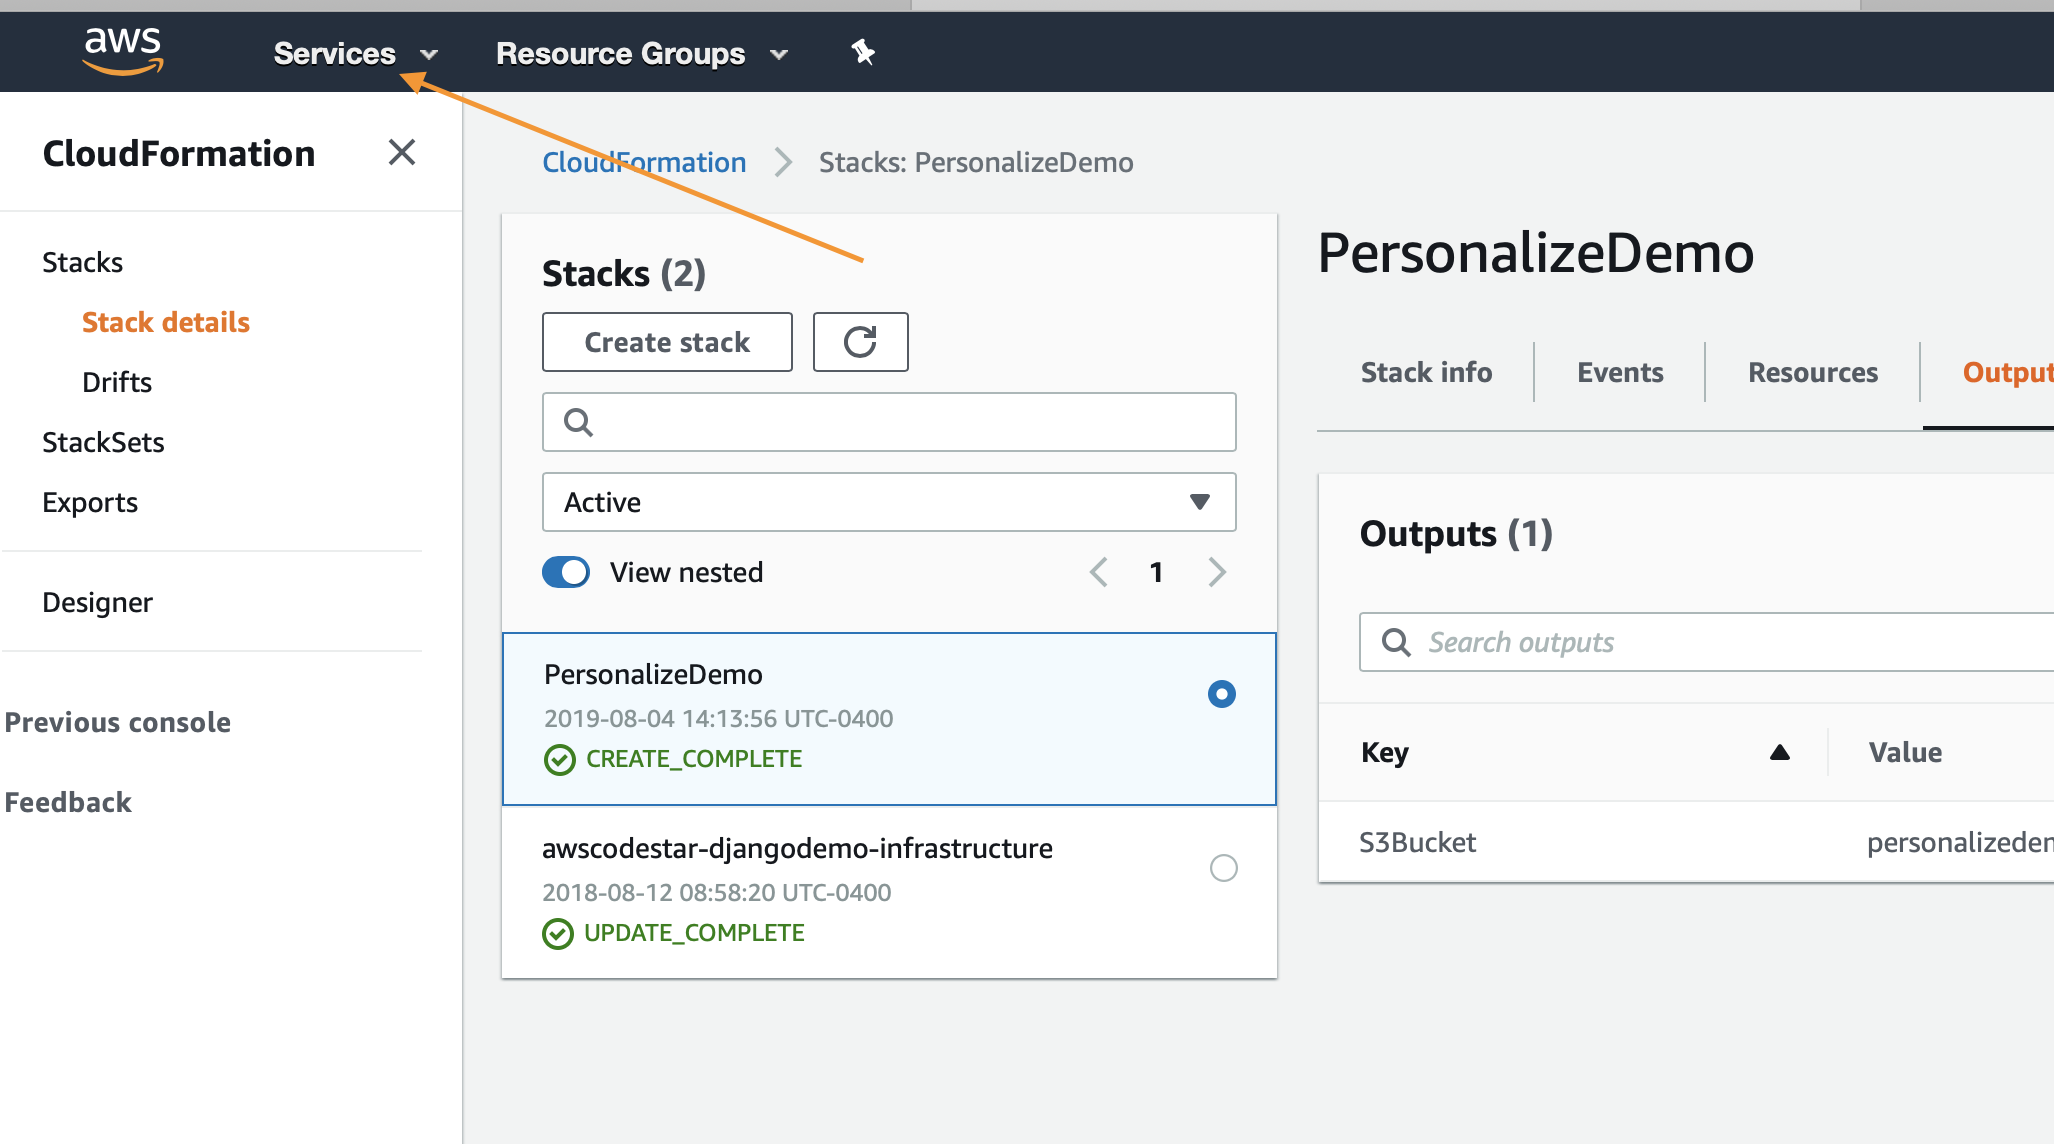 aws
Services
Resource Groups
CloudFormation
Stacks
Stack details
Drifts
StackSets
Exports
Designer
Previous console
Feedback
CloudFormation
Stacks: PersonalizeDemo
Stacks (2)
Create stack
Active
View nested
1
PersonalizeDemo
2019-08-04 14:13:56 UTC-0400
CREATE_COMPLETE
awscodestar-djangodemo-infrastructure
2018-08-12 08:58:20 UTC-0400
UPDATE_COMPLETE
PersonalizeDemo
Stack info
Events
Resources
Output
Outputs (1)
Search outputs
Key
Value
S3Bucket
personalizeden